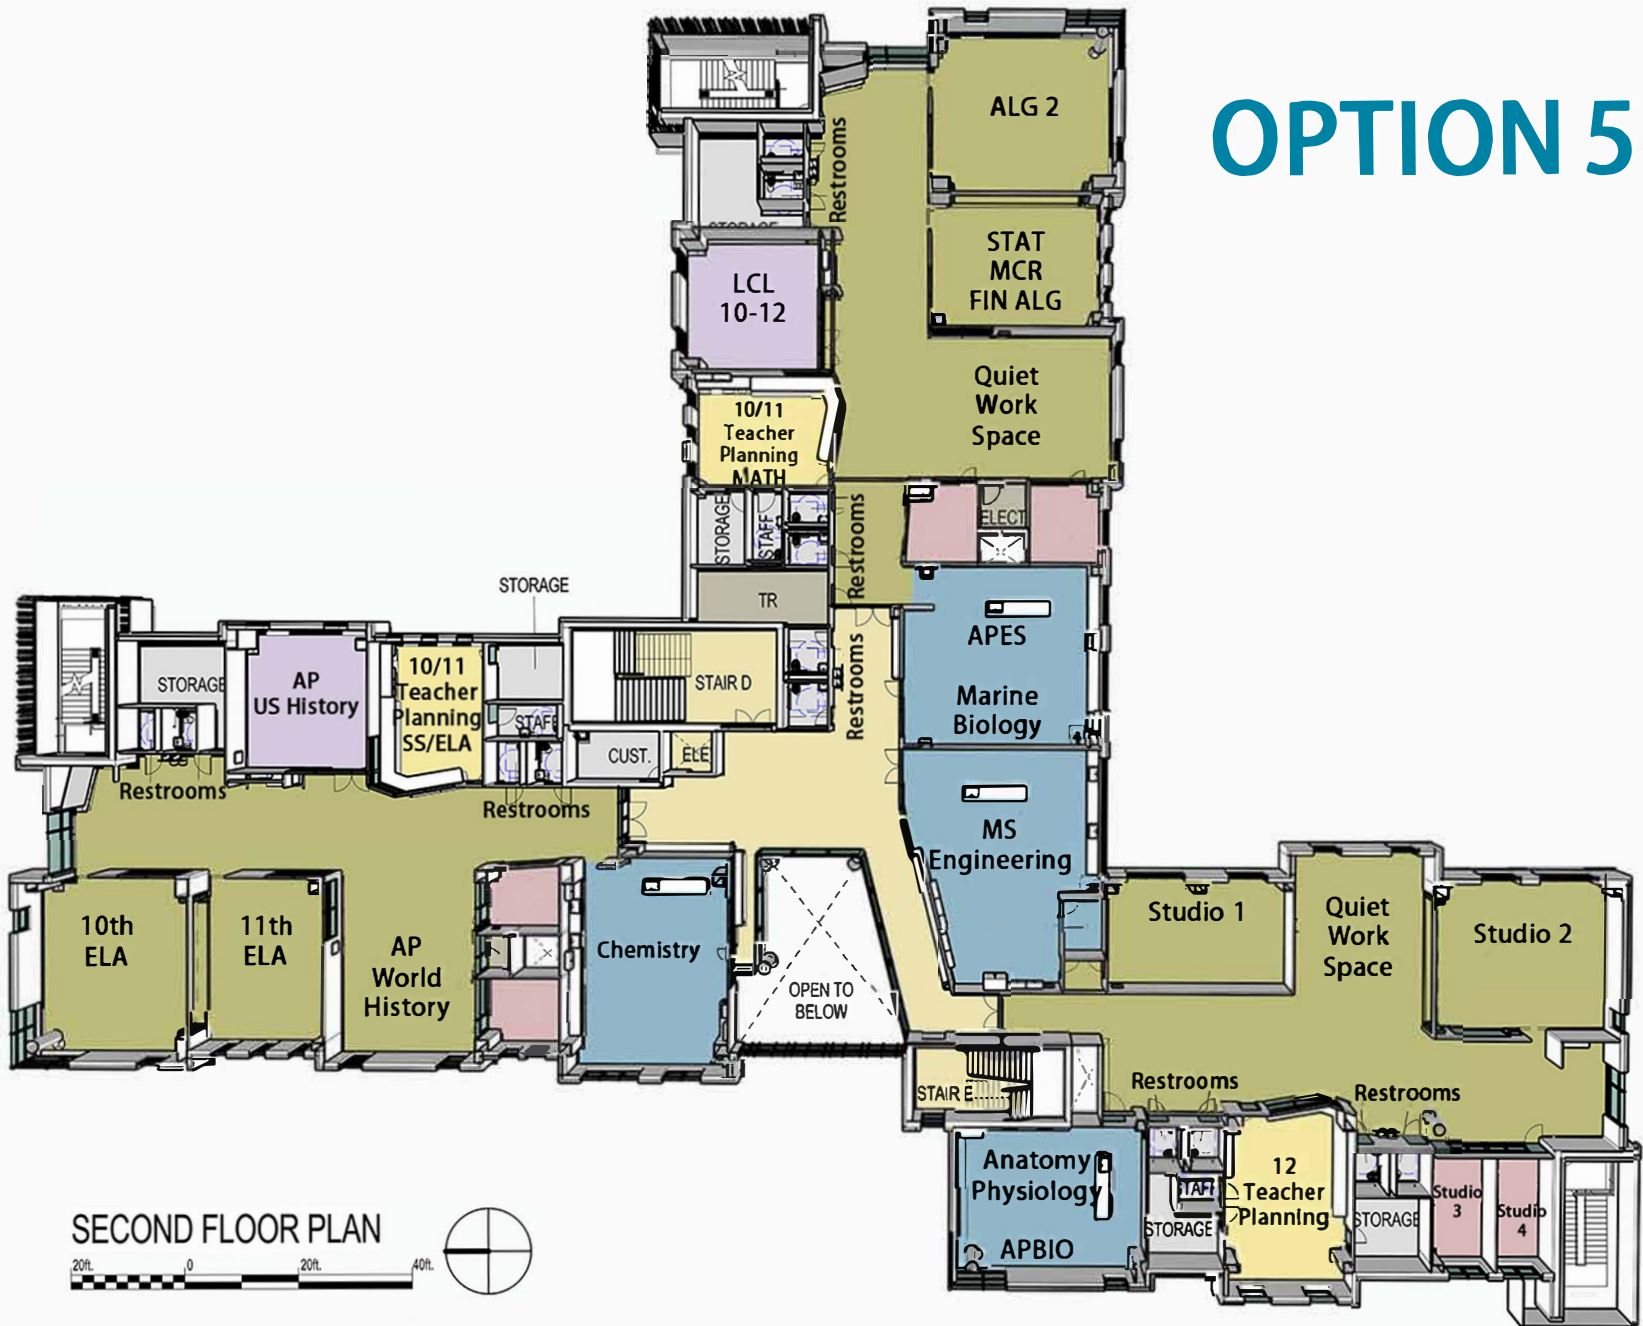 OPTION 5
ALG 2
Restrooms
STORAGE
STAT
MCR
FIN ALG
LCL
10-12
Quiet
Work
Space
10/11
Teacher
Planning
MATH
STORAGE
STAFF
Restrooms
ELECT
TR
STORAGE
APES
Marine
Biology
Restrooms
STAIR D
STORAGE
AP
US History
10/11
Teacher
Planning
SS/ELA
STAFF
CUST.
ELE
Restrooms
Restrooms
MS
Engineering
10th
ELA
11th
ELA
AP
World
History
Chemistry
OPEN TO
BELOW
Studio 1
Quiet
Work
Space
Studio 2
STAIR E
Restrooms
Restrooms
Anatomy
Physiology
APBIO
STAFF
STORAGE
12
Teacher
Planning
STORAGE
Studio
3
Studio
4
SECOND FLOOR PLAN
20ft.
0
20ft.
40ft.